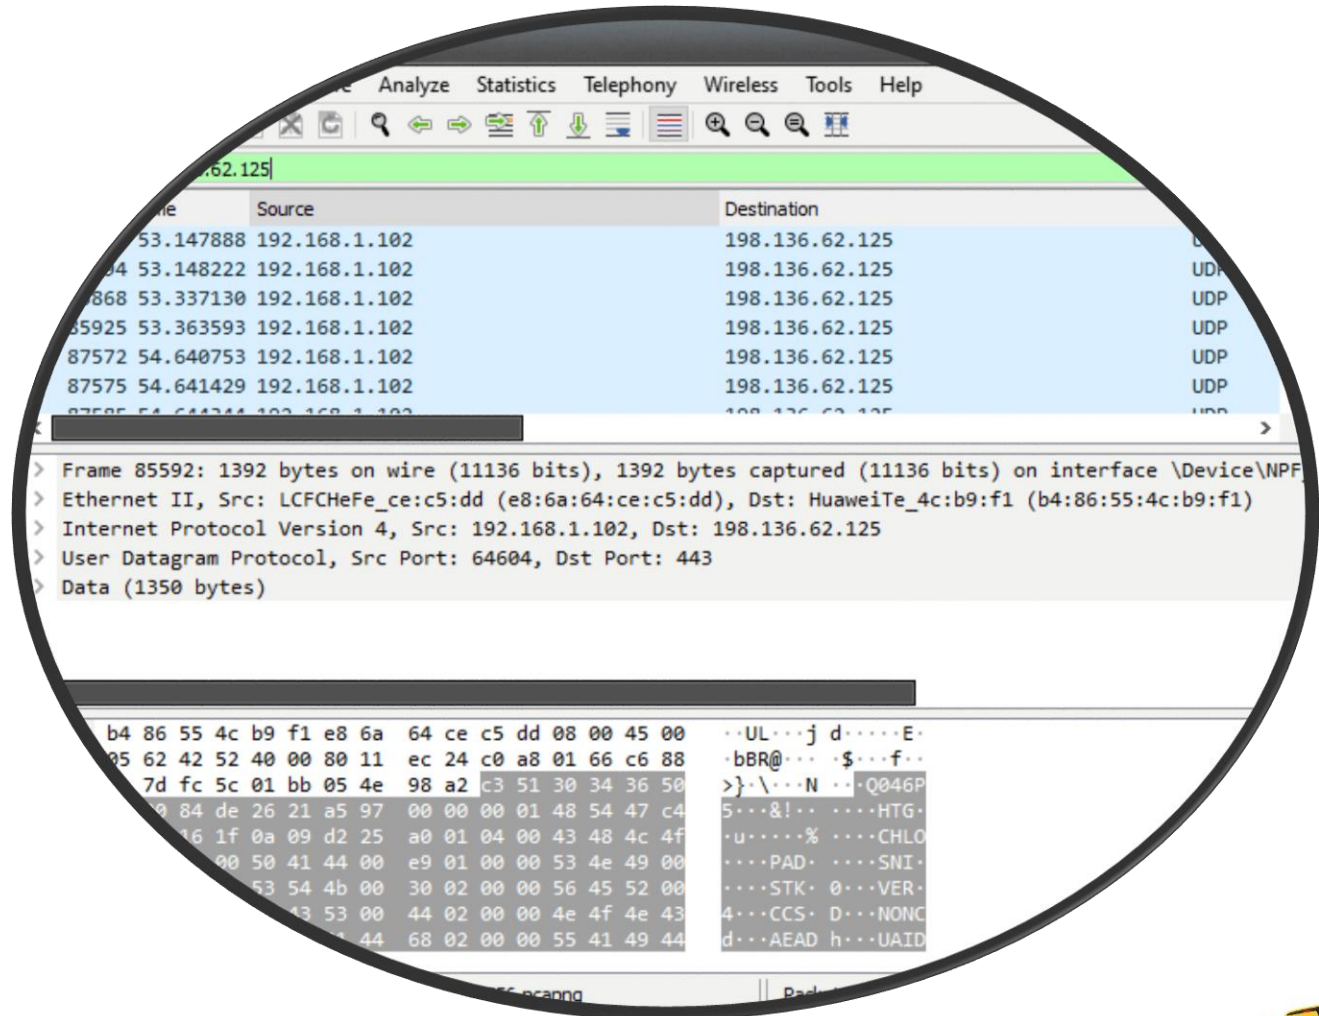 Analyze Statistics Telephony Wireless Tools Help
.62.125
Source Destination
53.147888 192.168.1.102 198.136.62.125
53.148222 192.168.1.102 198.136.62.125 UDP
868 53.337130 192.168.1.102 198.136.62.125 UDP
85925 53.363593 192.168.1.102 198.136.62.125 UDP
87572 54.640753 192.168.1.102 198.136.62.125 UDP
87575 54.641429 192.168.1.102 198.136.62.125 UDP
> Frame 85592: 1392 bytes on wire (11136 bits), 1392 bytes captured (11136 bits) on interface \Device\NPF
> Ethernet II, Src: LCFCHeFe_ce:c5:dd (e8:6a:64:ce:c5:dd), Dst: HuaweiTe_4c:b9:f1 (b4:86:55:4c:b9:f1)
> Internet Protocol Version 4, Src: 192.168.1.102, Dst: 198.136.62.125
> User Datagram Protocol, Src Port: 64604, Dst Port: 443
> Data (1350 bytes)
b4 86 55 4c b9 f1 e8 6a 64 ce c5 dd 08 00 45 00 ··UL···j d·····E·
05 62 42 52 40 00 80 11 ec 24 c0 a8 01 66 c6 88 ·bBR@··· ·$···f··
7d fc 5c 01 bb 05 4e 98 a2 c3 51 30 34 36 50 >}·\···N ···Q046P
84 de 26 21 a5 97 00 00 00 01 48 54 47 c4 5···&!·· ····HTG·
16 1f 0a 09 d2 25 a0 01 04 00 43 48 4c 4f ·u·····% ····CHLO
00 50 41 44 00 e9 01 00 00 53 4e 49 00 ····PAD· ····SNI·
53 54 4b 00 30 02 00 00 56 45 52 00 ····STK· 0···VER·
43 53 00 44 02 00 00 4e 4f 4e 43 4···CCS· D···NONC
44 68 02 00 00 55 41 49 44 d···AEAD h···UAID